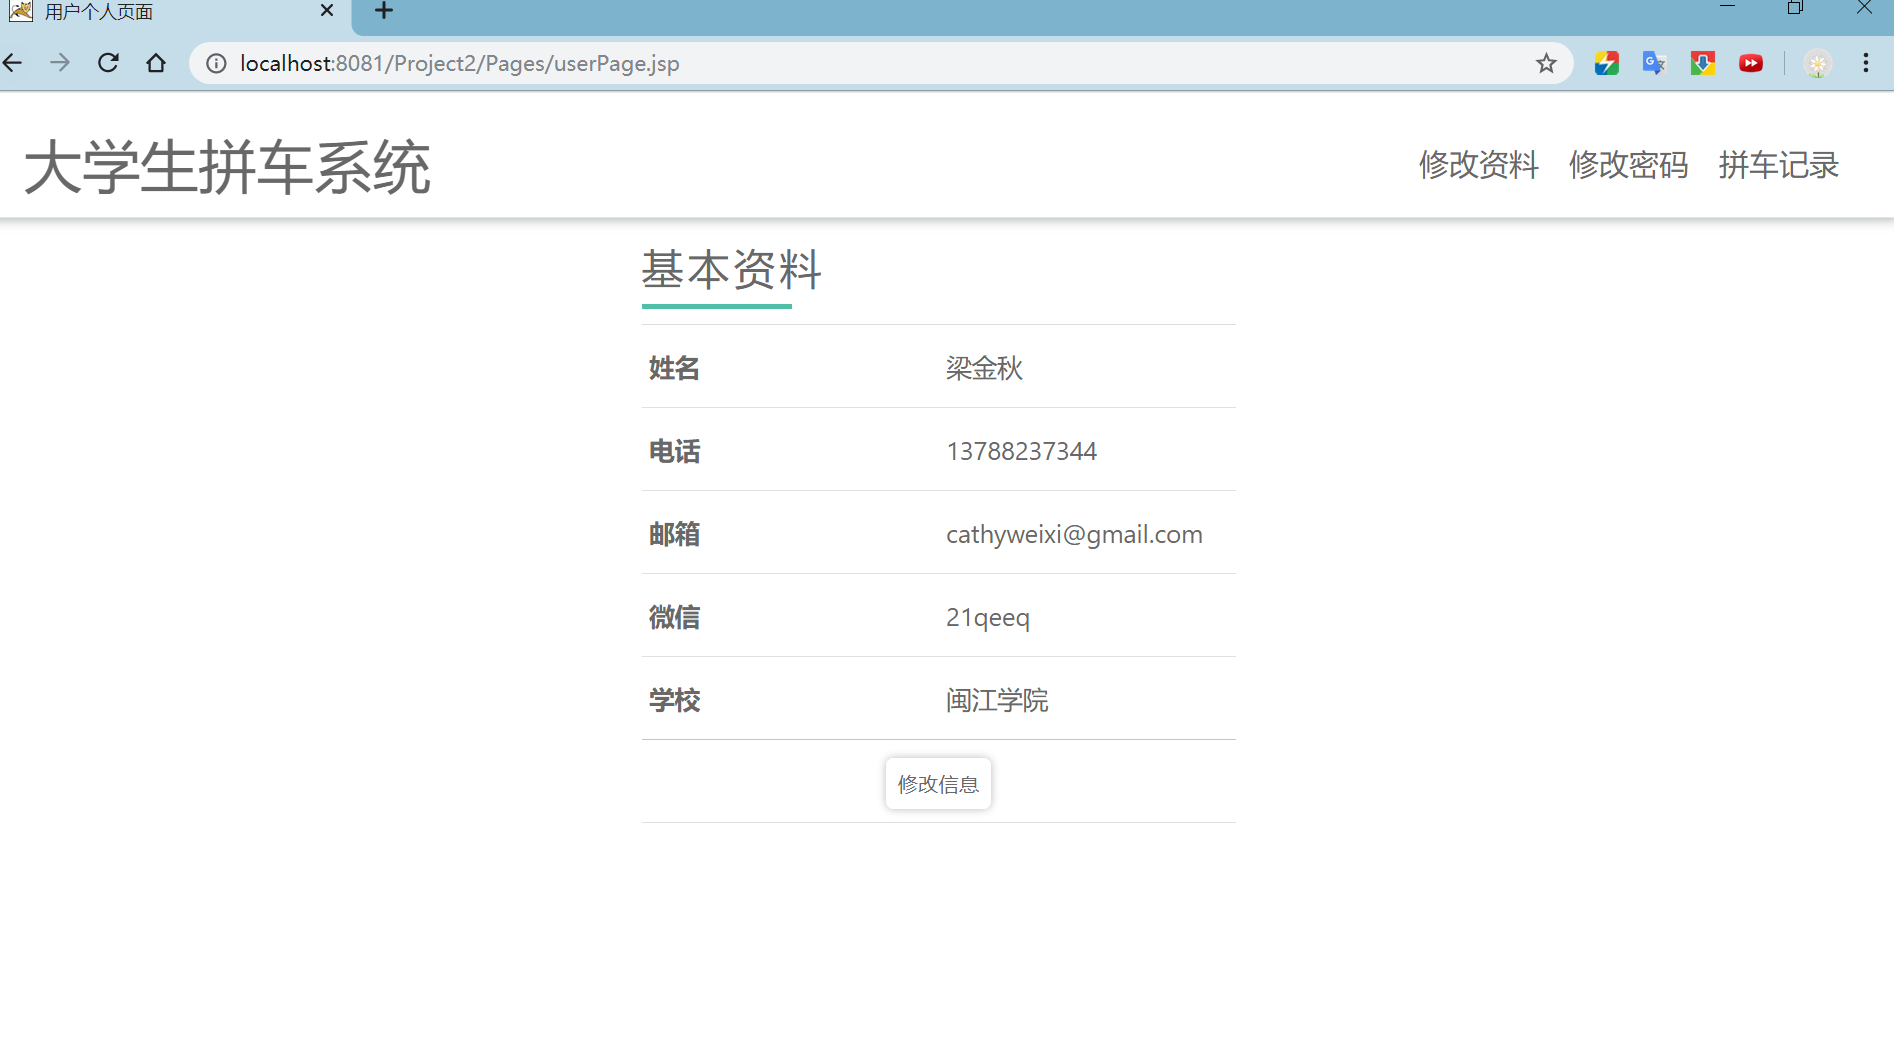 用户个人页面
localhost:8081/Project2/Pages/userPage.jsp
大学生拼车系统
修改资料 修改密码 拼车记录
基本资料
姓名 梁金秋
电话 13788237344
邮箱 cathyweixi@gmail.com
微信 21qeeq
学校 闽江学院
修改信息